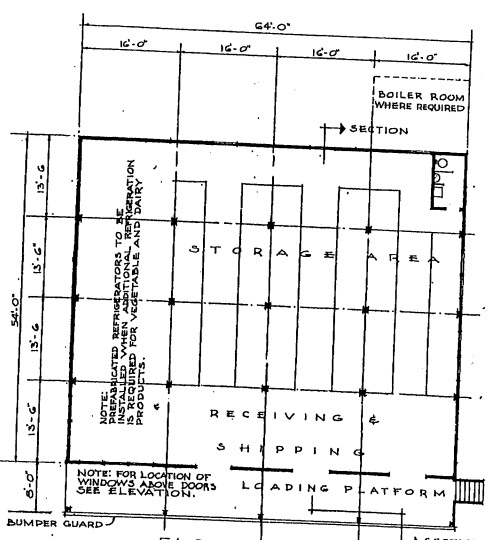 64'-0"
16'-0" 16'-0" 16'-0" 16'-0"
BOILER ROOM
WHERE REQUIRED
SECTION
13'-6
13'-6"
13'-6
13'-6"
54'-0"
8'-0"
NOTE:
PREFABRICATED REFRIGERATORS TO BE
INSTALLED WHEN ADDITIONAL REFRIGERATION
IS REQUIRED FOR VEGETABLE AND DAIRY
PRODUCTS.
STORAGE AREA
RECEIVING &
SHIPPING
NOTE: FOR LOCATION OF
WINDOWS ABOVE DOORS
SEE ELEVATION.
LOADING PLATFORM
BUMPER GUARD